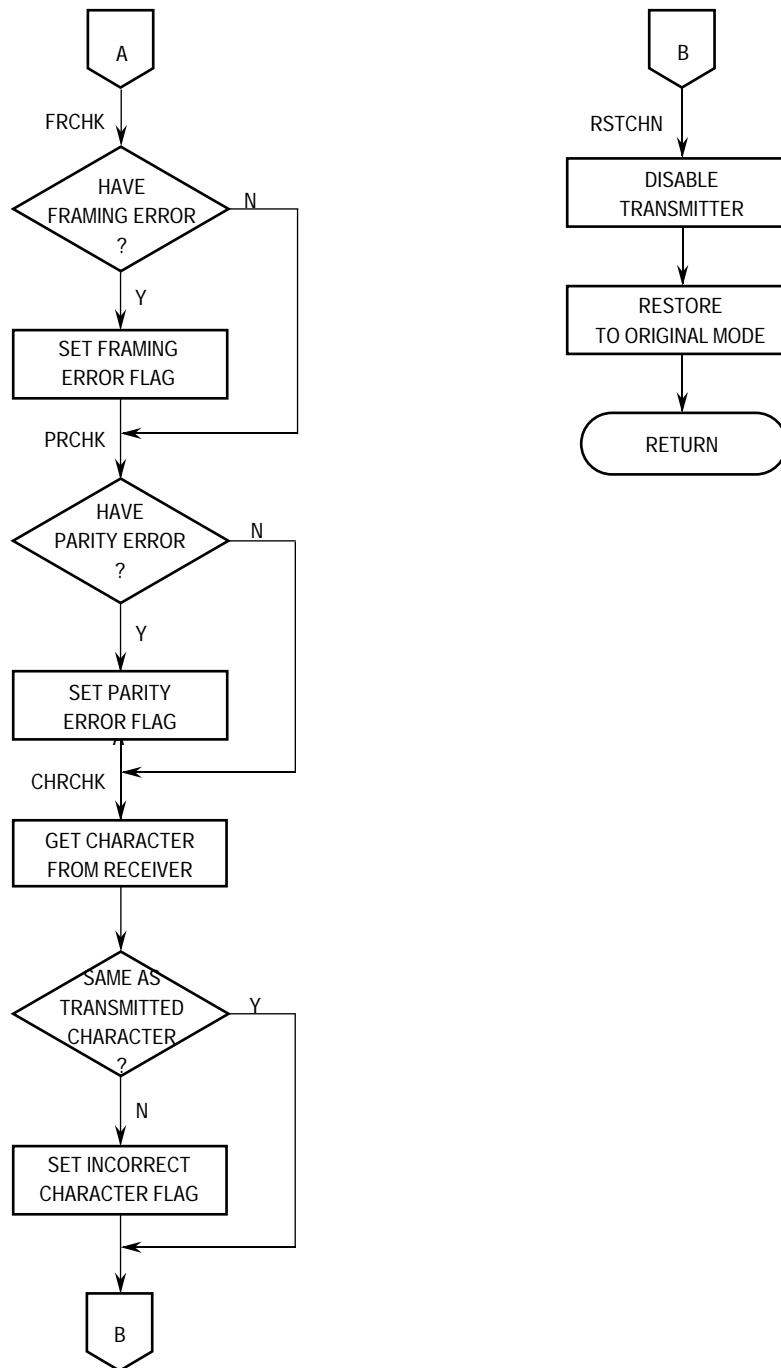 A
FRCHK
HAVE
FRAMING ERROR
?
N
Y
SET FRAMING
ERROR FLAG
PRCHK
HAVE
PARITY ERROR
?
N
Y
SET PARITY
ERROR FLAG
CHRCHK
GET CHARACTER
FROM RECEIVER
SAME AS
TRANSMITTED
CHARACTER
?
Y
N
SET INCORRECT
CHARACTER FLAG
B
B
RSTCHN
DISABLE
TRANSMITTER
RESTORE
TO ORIGINAL MODE
RETURN